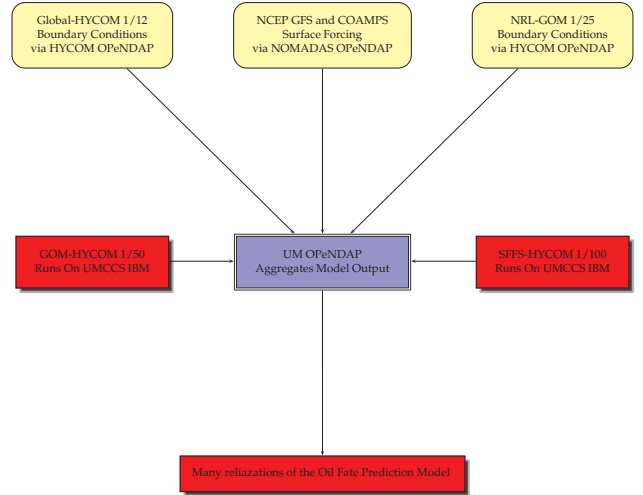 Global-HYCOM 1/12
Boundary Conditions
via HYCOM OPeNDAP
NCEP GFS and COAMPS
Surface Forcing
via NOMADAS OPeNDAP
NRL-GOM 1/25
Boundary Conditions
via HYCOM OPeNDAP
GOM-HYCOM 1/50
Runs On UMCCS IBM
UM OPeNDAP
Aggregates Model Output
SFFS-HYCOM 1/100
Runs On UMCCS IBM
Many reliazations of the Oil Fate Prediction Model